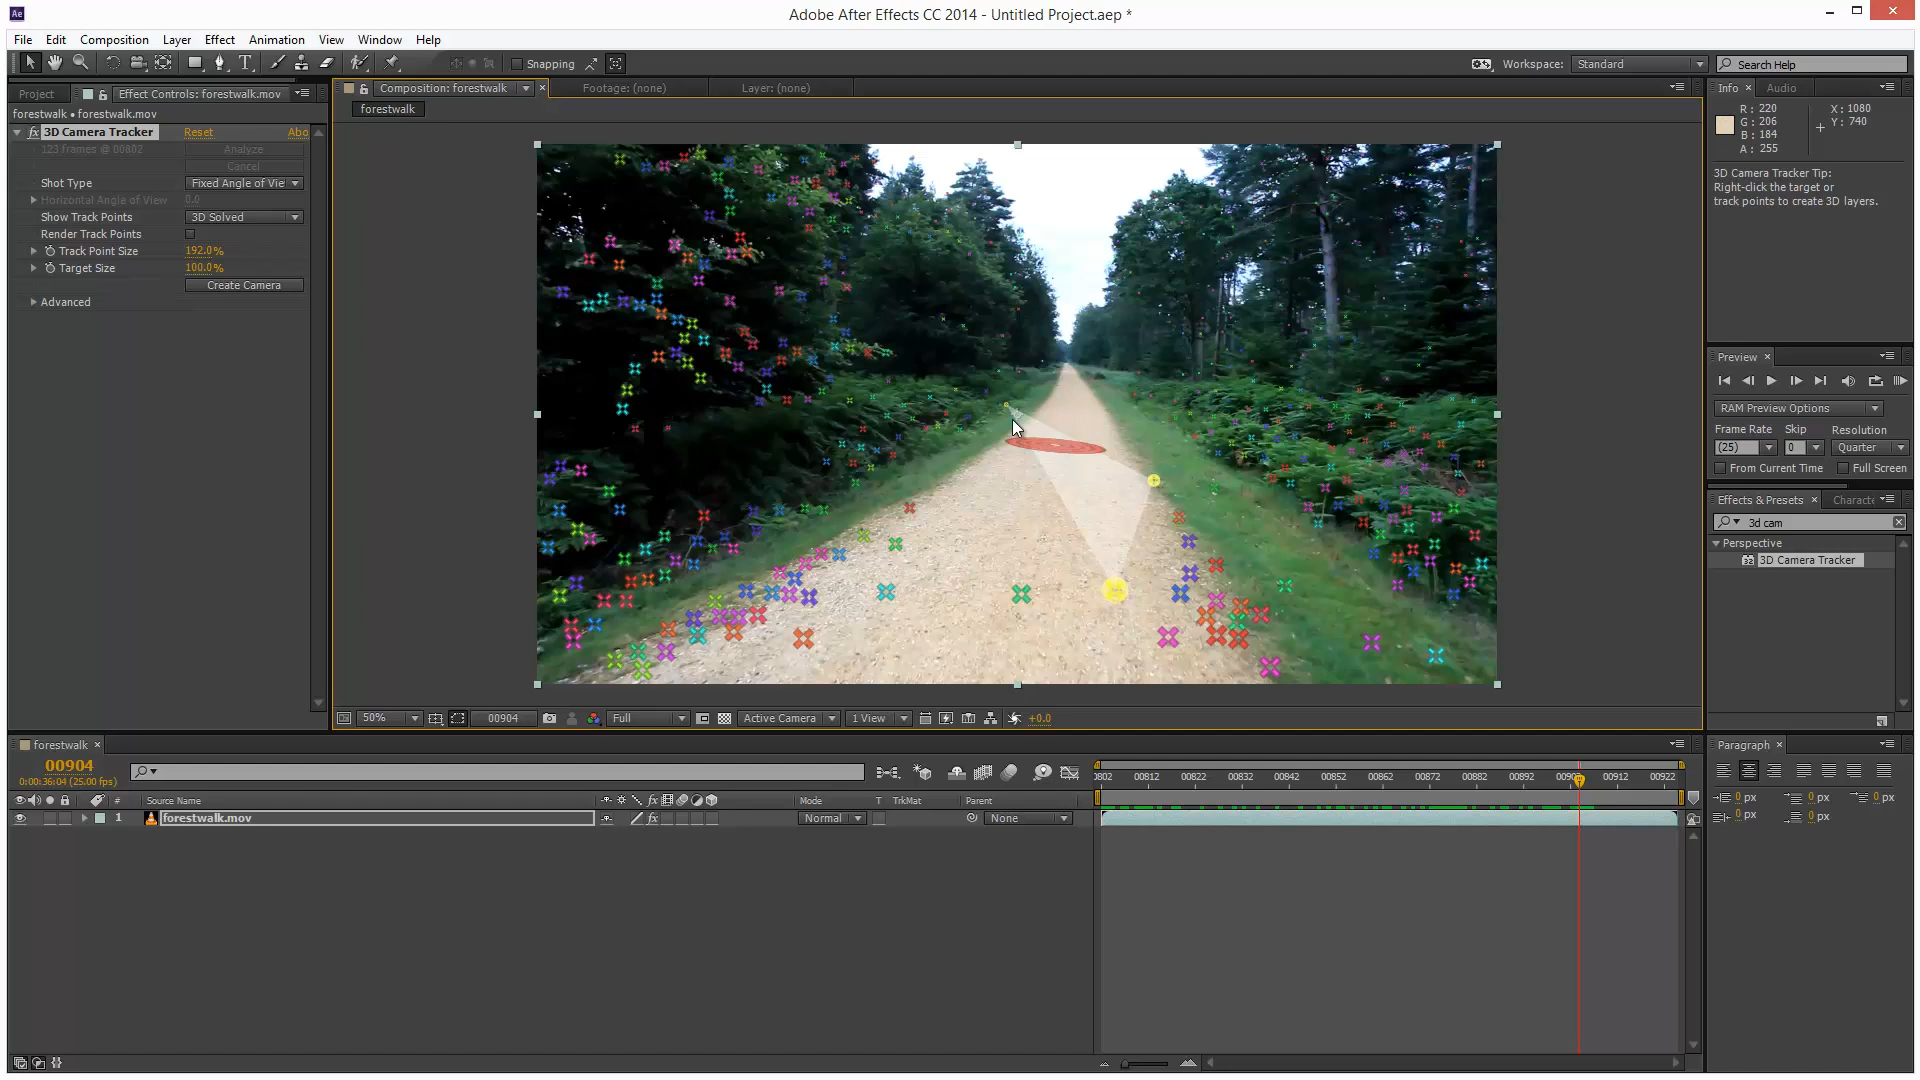 Ae
Adobe After Effects CC 2014 - Untitled Project.aep *
File Edit Composition Layer Effect Animation View Window Help
Snapping
Workspace: Standard
Search Help
Project
Effect Controls: forestwalk.mov
forestwalk • forestwalk.mov
fx 3D Camera Tracker Reset Abo
123 frames @ 00802 Analyze
Cancel
Shot Type Fixed Angle of Vie
Horizontal Angle of View 0.0
Show Track Points 3D Solved
Render Track Points
Track Point Size 192.0%
Target Size 100.0%
Create Camera
Advanced
Composition: forestwalk
Footage: (none)
Layer: (none)
forestwalk
50%
00904
Full
Active Camera
1 View
+0.0
Info Audio
R: 220
G: 206
B: 184
A: 255
X: 1080
Y: 740
3D Camera Tracker Tip:
Right-click the target or
track points to create 3D layers.
Preview
RAM Preview Options
Frame Rate Skip Resolution
(25) 0 Quarter
From Current Time Full Screen
Effects & Presets Characte
3d cam
Perspective
32 3D Camera Tracker
forestwalk
00904
0:00:36:04 (25.00 fps)
# Source Name Mode T TrkMat Parent
1 forestwalk.mov fx Normal None
0802 00812 00822 00832 00842 00852 00862 00872 00882 00892 0090 00912 00922
Paragraph
0 px 0 px 0 px
0 px 0 px